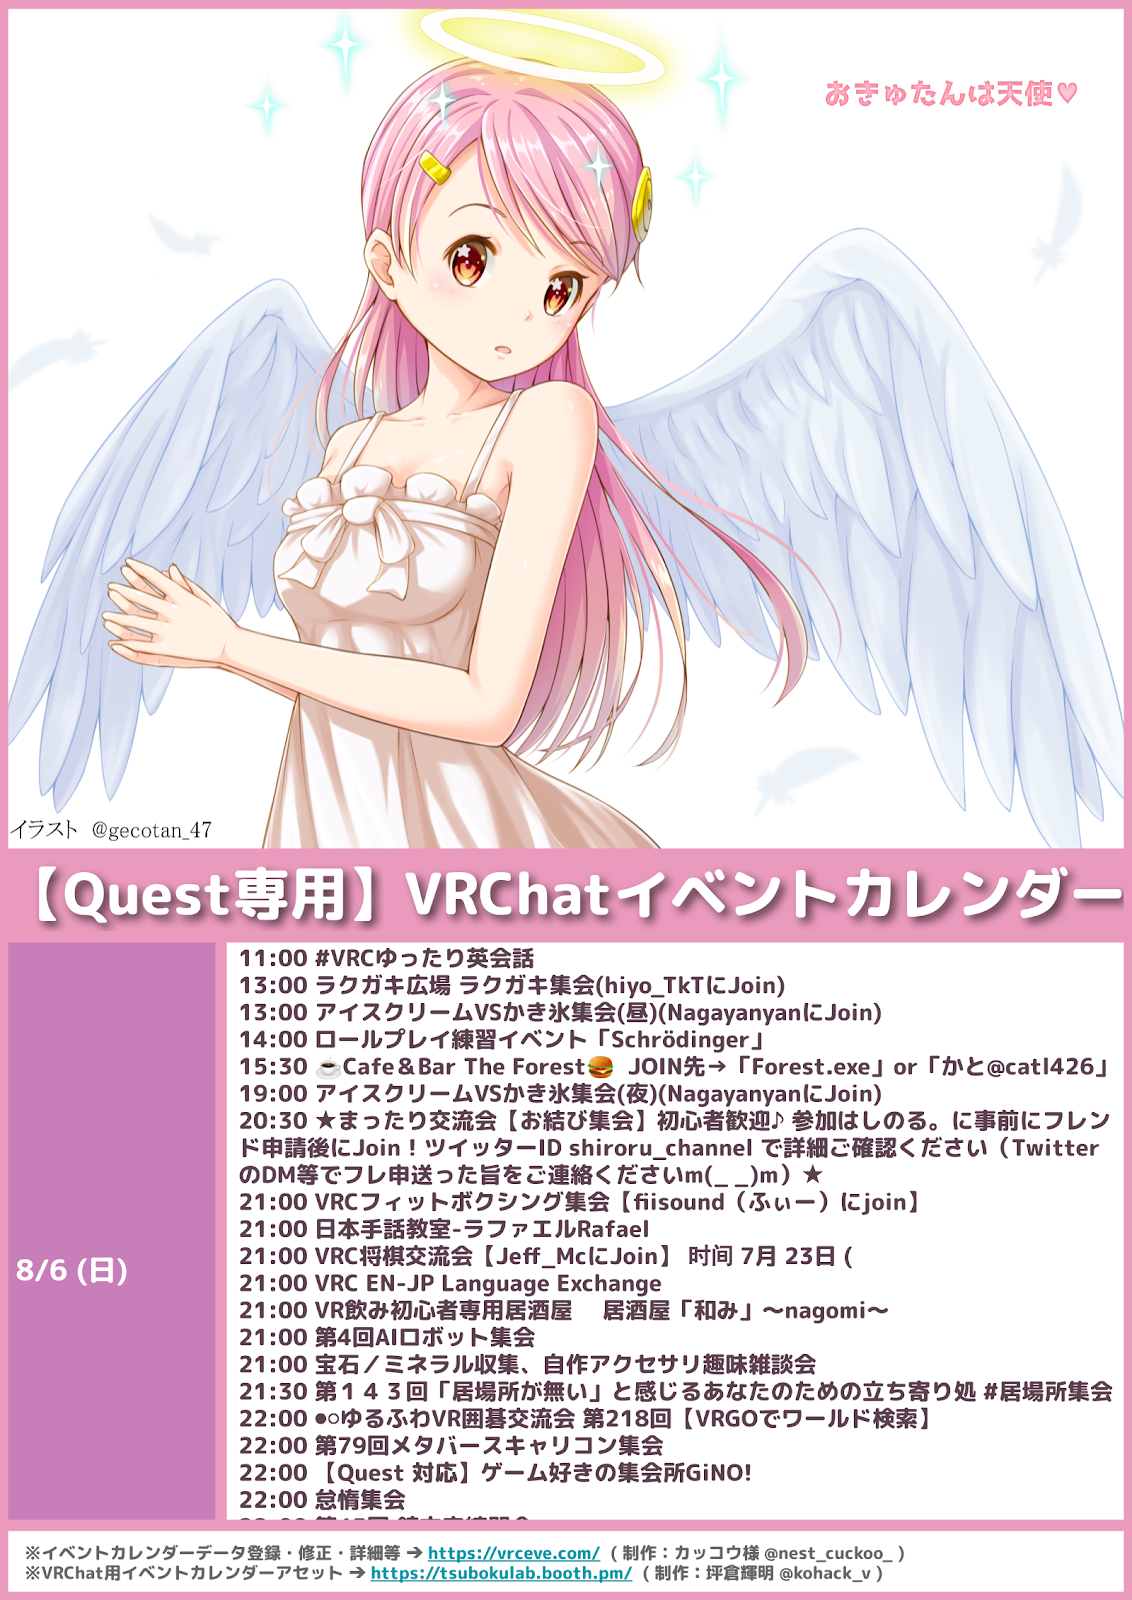 おきゅたんは天使♥
イラスト @gecotan_47
【Quest専用】VRChatイベントカレンダー
8/6 (日)
11:00 #VRCゆったり英会話
13:00 ラクガキ広場 ラクガキ集会(hiyo_TkTにJoin)
13:00 アイスクリームVSかき氷集会(昼)(NagayanyanにJoin)
14:00 ロールプレイ練習イベント「Schrödinger」
15:30 ☕Cafe＆Bar The Forest🍔 JOIN先→「Forest.exe」or「かと@catl426」
19:00 アイスクリームVSかき氷集会(夜)(NagayanyanにJoin)
20:30 ★まったり交流会【お結び集会】初心者歓迎♪ 参加はしのる。に事前にフレン
ド申請後にJoin！ツイッターID shiroru_channel で詳細ご確認ください（Twitter
のDM等でフレ申送った旨をご連絡くださいm(_ _)m）★
21:00 VRCフィットボクシング集会【fiisound（ふぃー）にjoin】
21:00 日本手話教室-ラファエルRafael
21:00 VRC将棋交流会【Jeff_McにJoin】 时间 7月 23日 (
21:00 VRC EN-JP Language Exchange
21:00 VR飲み初心者専用居酒屋　居酒屋「和み」～nagomi～
21:00 第4回AIロボット集会
21:00 宝石／ミネラル収集、自作アクセサリ趣味雑談会
21:30 第１４３回「居場所が無い」と感じるあなたのための立ち寄り処 #居場所集会
22:00 ●○ゆるふわVR囲碁交流会 第218回【VRGOでワールド検索】
22:00 第79回メタバースキャリコン集会
22:00 【Quest 対応】ゲーム好きの集会所GiNO!
22:00 怠惰集会
※イベントカレンダーデータ登録・修正・詳細等 ➔ https://vrceve.com/ ( 制作：カッコウ様 @nest_cuckoo_ )
※VRChat用イベントカレンダーアセット ➔ https://tsubokulab.booth.pm/ ( 制作：坪倉輝明 @kohack_v )